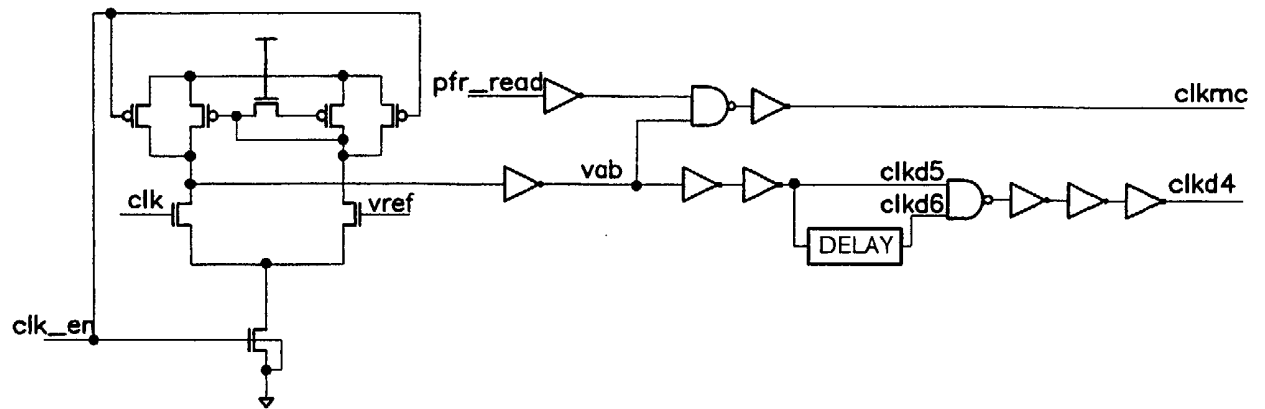 pfr_read
clkmc
vab
clkd5
clkd4
clk
vref
clkd6
DELAY
clk_en